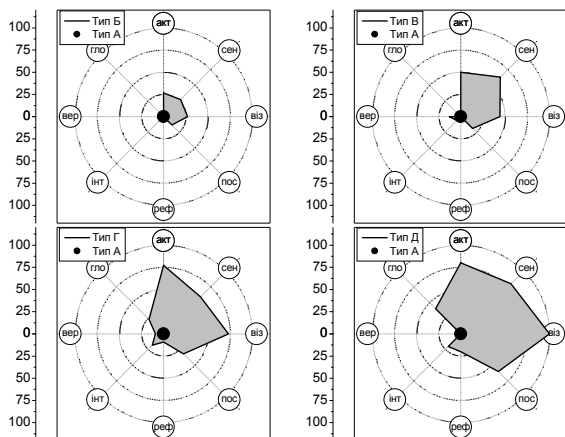 100
75
50
25
0
25
50
75
100
Тип Б
Тип А
акт
сен
віз
пос
реф
інт
вер
гло
100
75
50
25
0
25
50
75
100
Тип В
Тип А
акт
сен
віз
пос
реф
інт
вер
гло
100
75
50
25
0
25
50
75
100
Тип Г
Тип А
акт
сен
віз
пос
реф
інт
вер
гло
100
75
50
25
0
25
50
75
100
Тип Д
Тип А
акт
сен
віз
пос
реф
інт
вер
гло